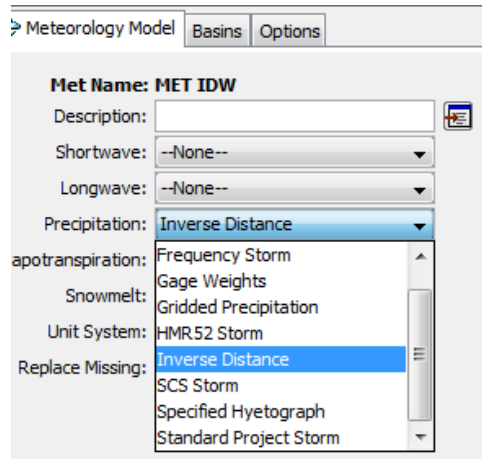 Meteorology Model Basins Options
Met Name: MET IDW
Description:
Shortwave: --None--
Longwave: --None--
Precipitation: Inverse Distance
apotranspiration: Frequency Storm
Gage Weights
Snowmelt: Gridded Precipitation
Unit System: HMR52 Storm
Replace Missing: Inverse Distance
SCS Storm
Specified Hyetograph
Standard Project Storm